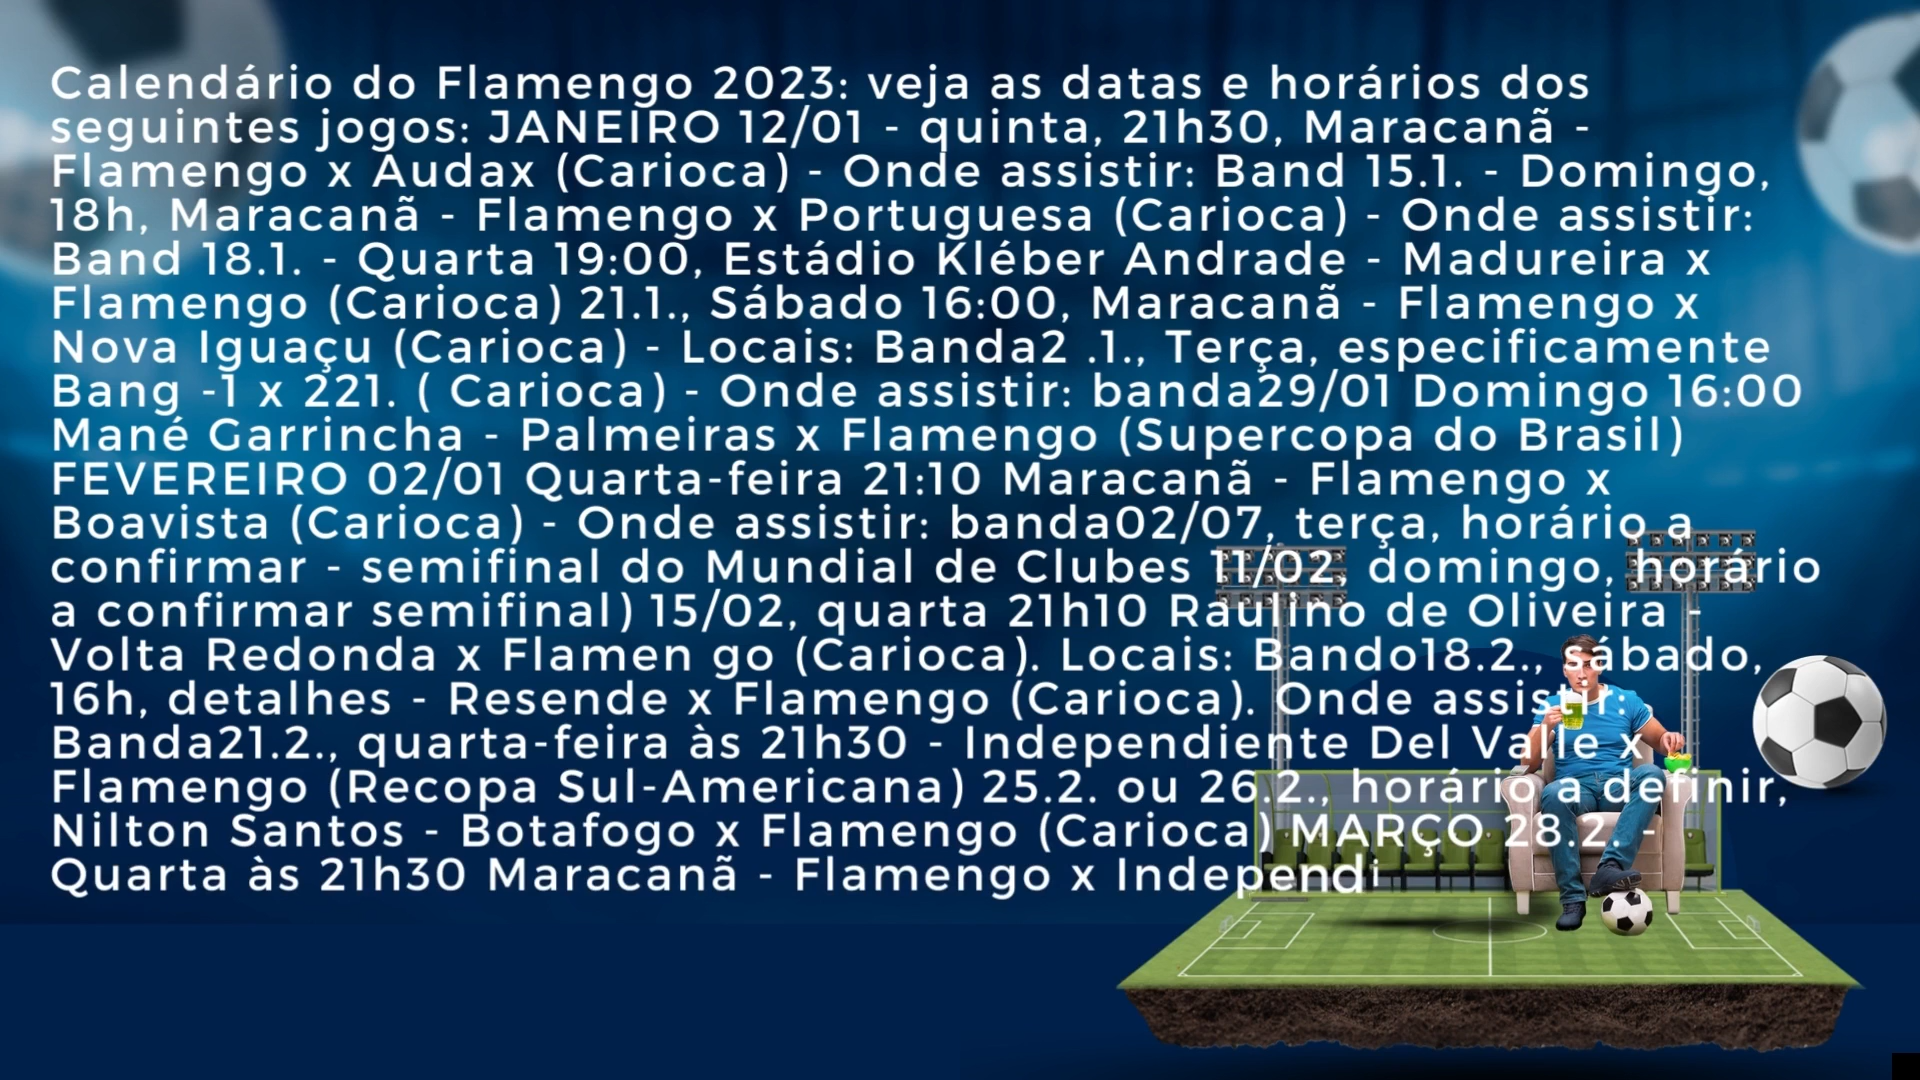 Calendário do Flamengo 2023: veja as datas e horários dos
seguintes jogos: JANEIRO 12/01 - quinta, 21h30, Maracanã -
Flamengo x Audax (Carioca) - Onde assistir: Band 15.1. - Domingo,
18h, Maracanã - Flamengo x Portuguesa (Carioca) - Onde assistir:
Band 18.1. - Quarta 19:00, Estádio Kléber Andrade - Madureira x
Flamengo (Carioca) 21.1., Sábado 16:00, Maracanã - Flamengo x
Nova Iguaçu (Carioca) - Locais: Banda2 .1., Terça, especificamente
Bang -1 x 221. ( Carioca) - Onde assistir: banda29/01 Domingo 16:00
Mané Garrincha - Palmeiras x Flamengo (Supercopa do Brasil)
FEVEREIRO 02/01 Quarta-feira 21:10 Maracanã - Flamengo x
Boavista (Carioca) - Onde assistir: banda02/07, terça, horário a
confirmar - semifinal do Mundial de Clubes 11/02, domingo, horário
a confirmar semifinal) 15/02, quarta 21h10 Raulino de Oliveira -
Volta Redonda x Flamen go (Carioca). Locais: Bando18.2., sábado,
16h, detalhes - Resende x Flamengo (Carioca). Onde assistir:
Banda21.2., quarta-feira às 21h30 - Independiente Del Valle x
Flamengo (Recopa Sul-Americana) 25.2. ou 26.2., horário a definir,
Nilton Santos - Botafogo x Flamengo (Carioca) MARÇO 28.2. -
Quarta às 21h30 Maracanã - Flamengo x Independi